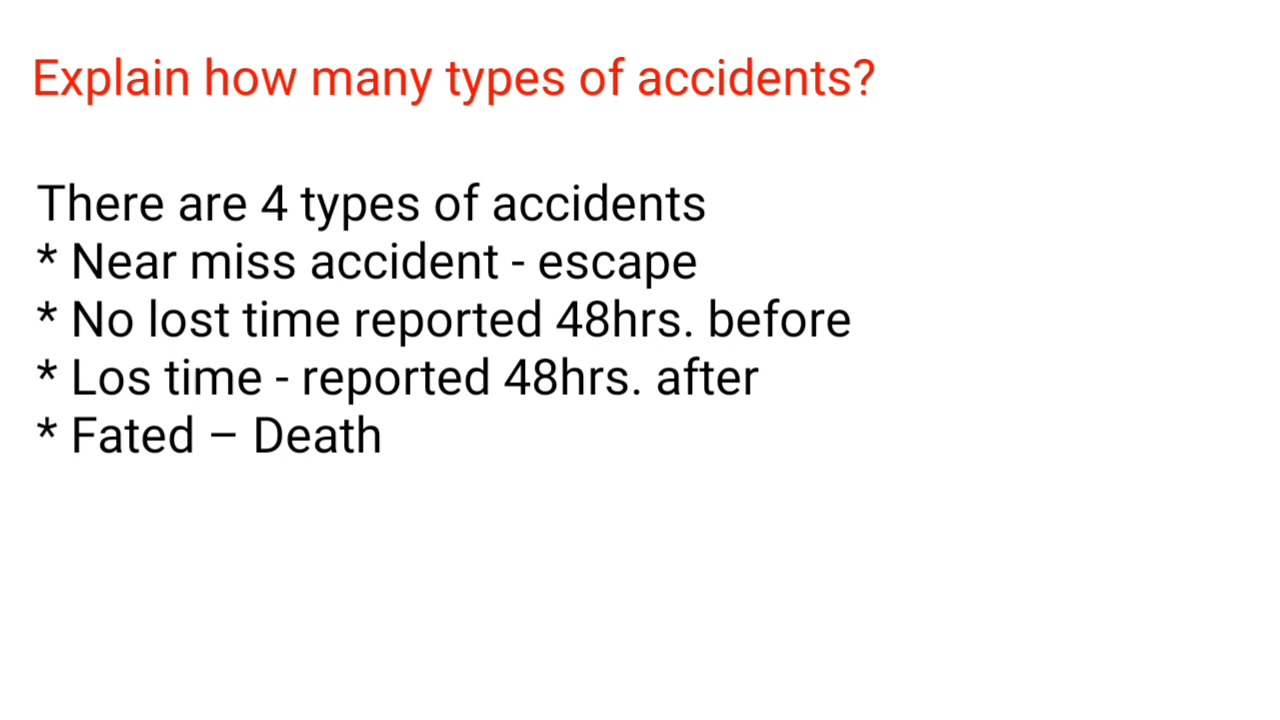 Explain how many types of accidents?
There are 4 types of accidents
* Near miss accident - escape
* No lost time reported 48hrs. before
* Los time - reported 48hrs. after
* Fated – Death